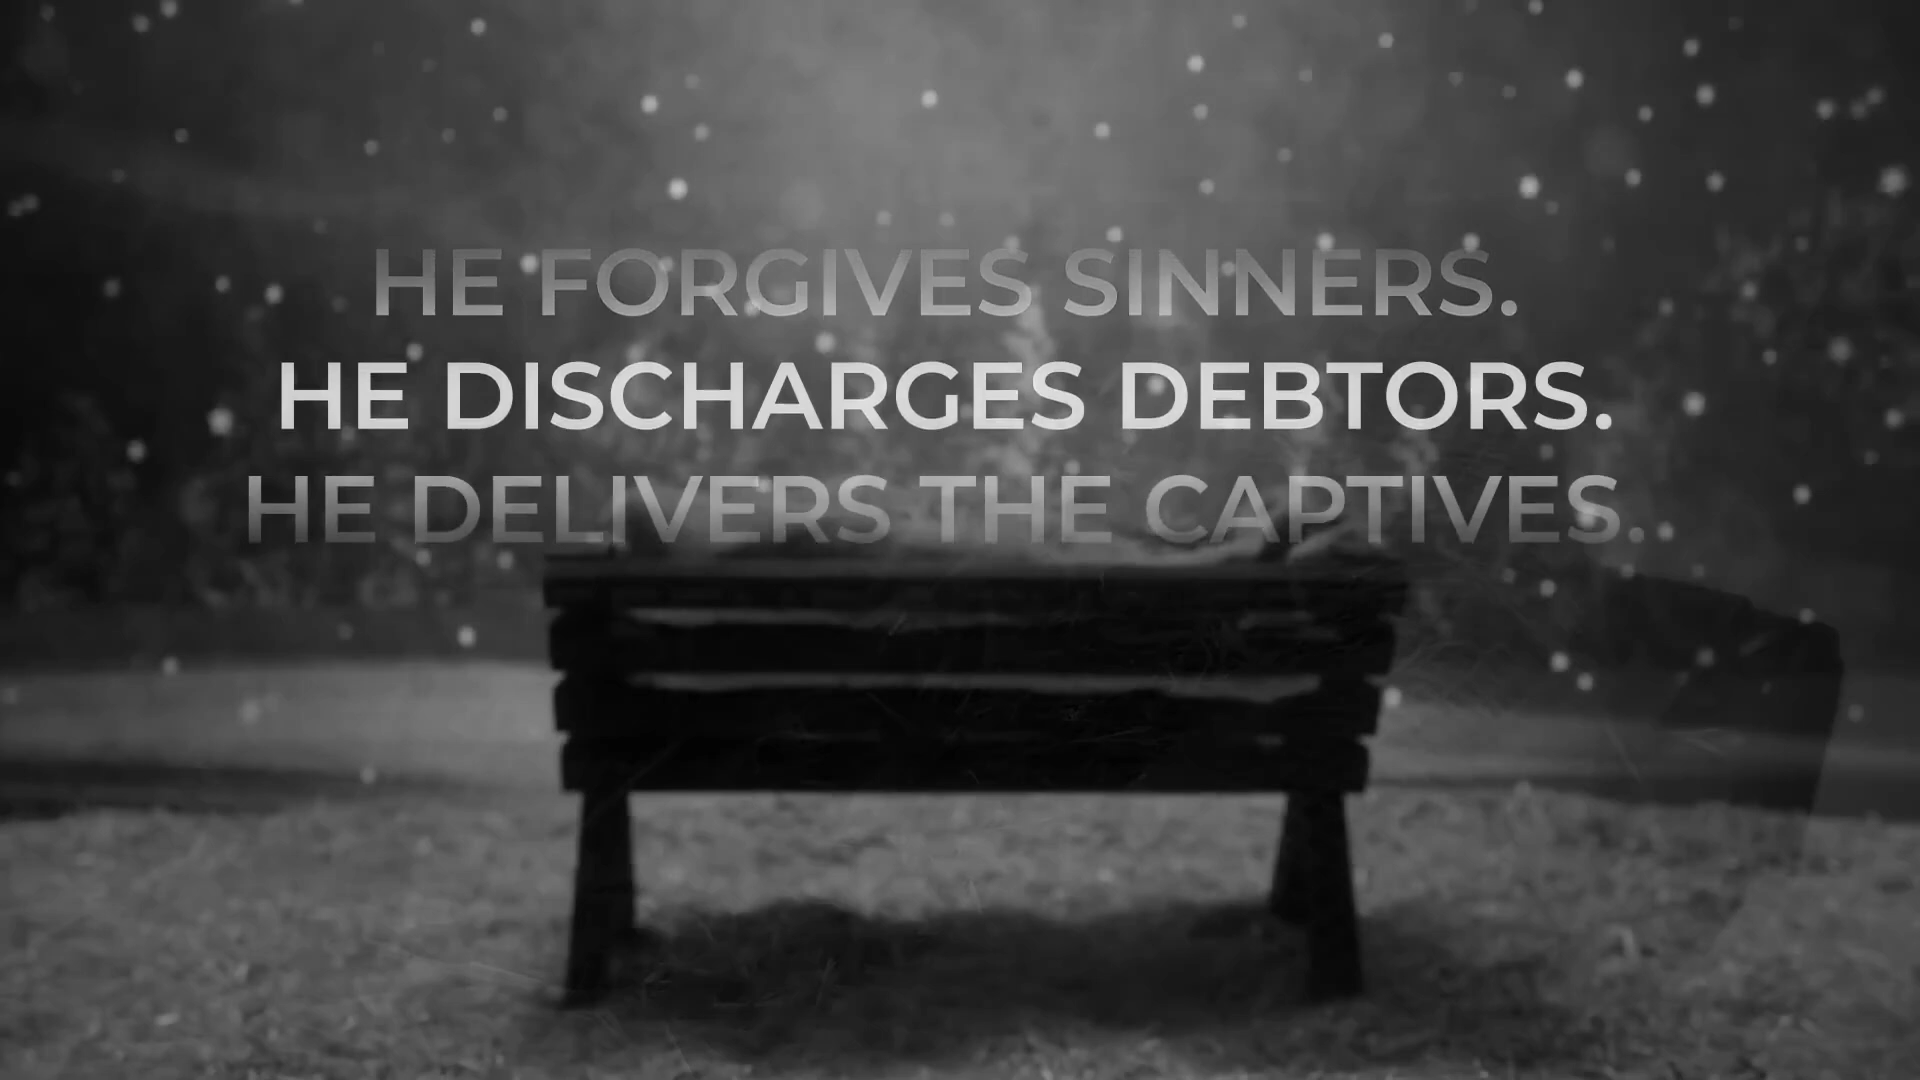 HE FORGIVES SINNERS.
HE DISCHARGES DEBTORS.
HE DELIVERS THE CAPTIVES.